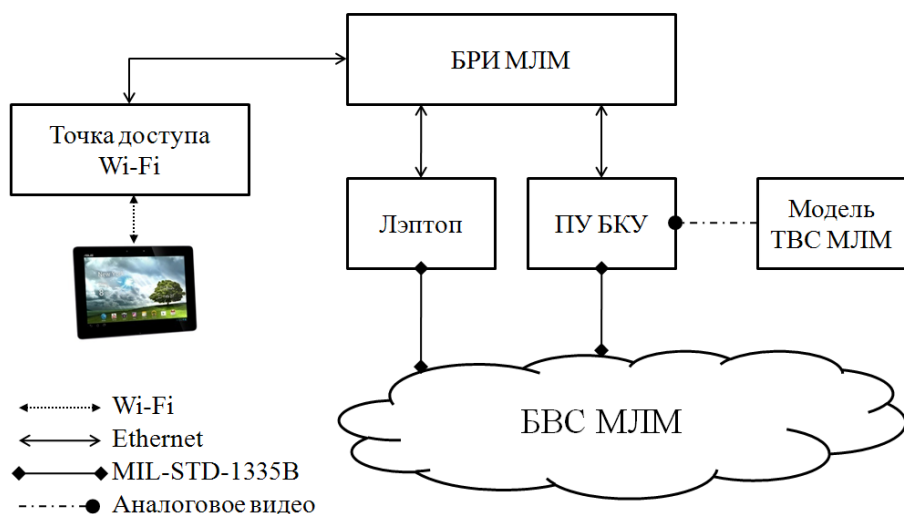 БРИ МЛМ
Точка доступа
Wi-Fi
Лэптоп
ПУ БКУ
Модель
ТВС МЛМ
БВС МЛМ
Wi-Fi
Ethernet
MIL-STD-1335B
Аналоговое видео